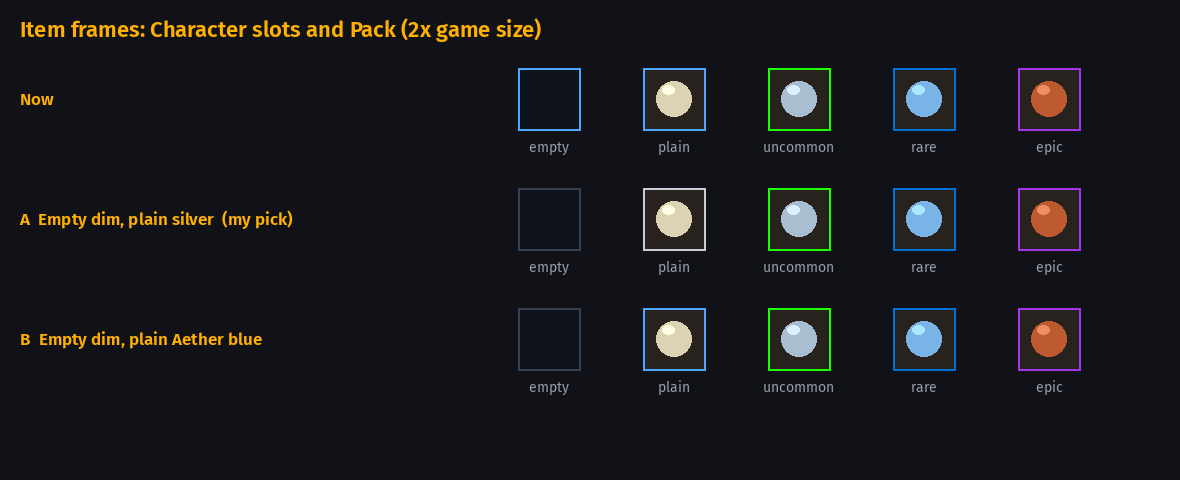 Item frames: Character slots and Pack (2x game size)
Now
empty plain uncommon rare epic
A Empty dim, plain silver (my pick)
empty plain uncommon rare epic
B Empty dim, plain Aether blue
empty plain uncommon rare epic